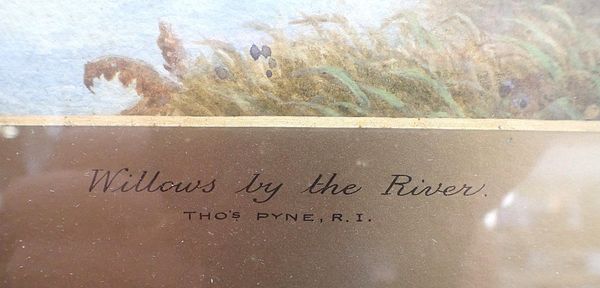 Willows by the River.
THO'S PYNE, R.I.